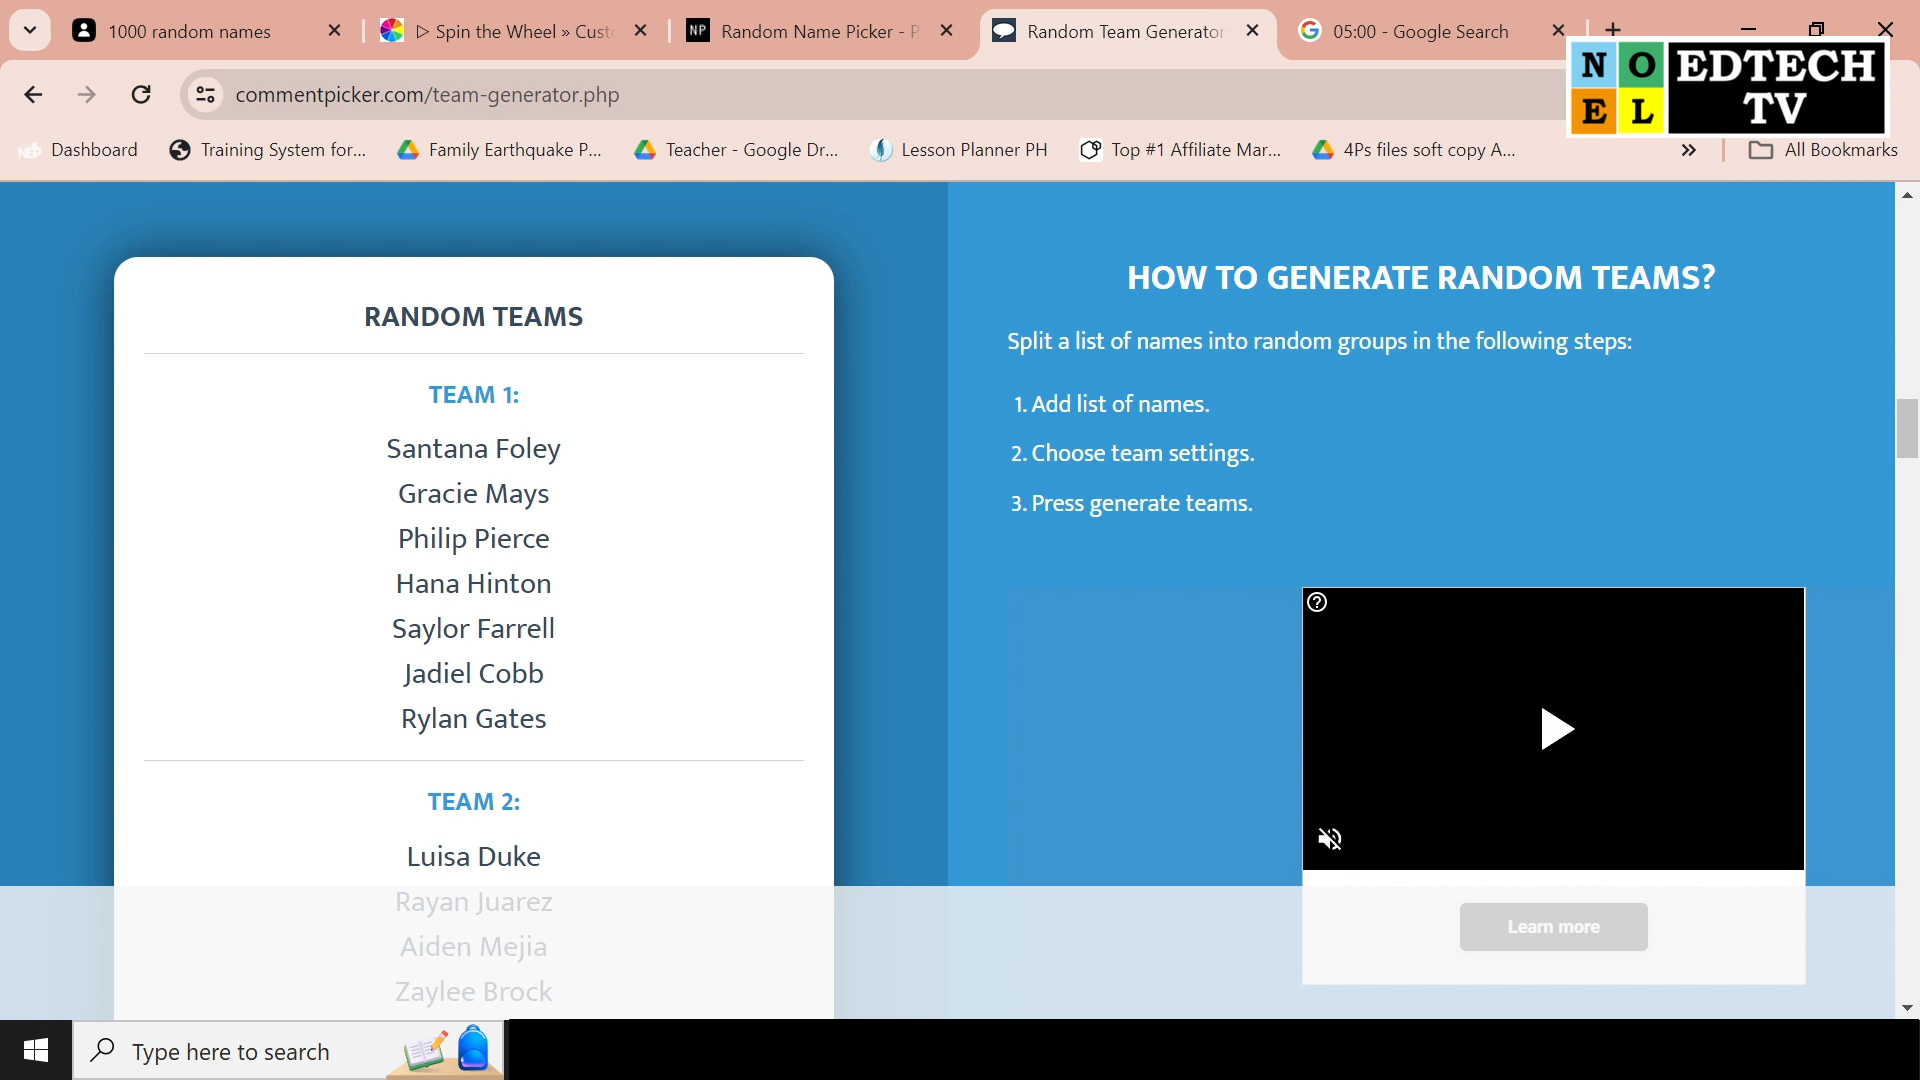 1000 random names
▷ Spin the Wheel » Cust
NP
Random Name Picker - P
Random Team Generator
05:00 - Google Search
commentpicker.com/team-generator.php
NOEL
EDTECH
TV
NEP
Dashboard
Training System for...
Family Earthquake P...
Teacher - Google Dr...
Lesson Planner PH
Top #1 Affiliate Mar...
4Ps files soft copy A...
»
All Bookmarks
RANDOM TEAMS
TEAM 1:
Santana Foley
Gracie Mays
Philip Pierce
Hana Hinton
Saylor Farrell
Jadiel Cobb
Rylan Gates
TEAM 2:
Luisa Duke
Rayan Juarez
Aiden Mejia
Zaylee Brock
HOW TO GENERATE RANDOM TEAMS?
Split a list of names into random groups in the following steps:
1. Add list of names.
2. Choose team settings.
3. Press generate teams.
Learn more
Type here to search